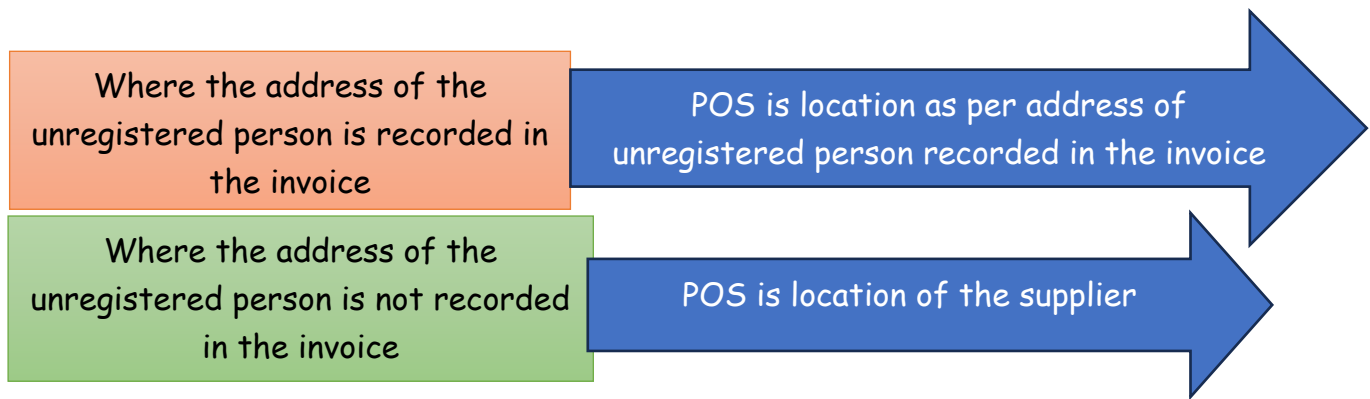 Where the address of the
unregistered person is recorded in
the invoice
POS is location as per address of
unregistered person recorded in the invoice
Where the address of the
unregistered person is not recorded
in the invoice
POS is location of the supplier